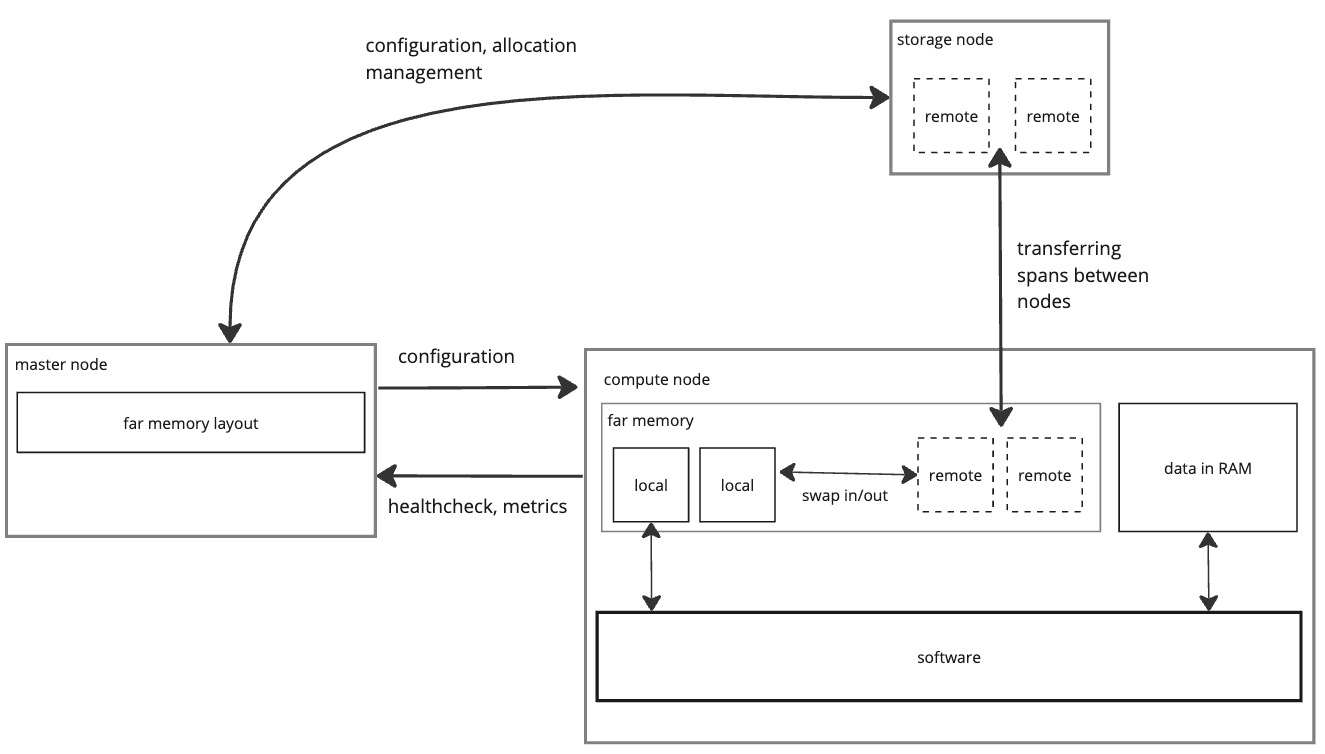 configuration, allocation
management
storage node
remote
remote
transferring
spans between
nodes
master node
far memory layout
configuration
healthcheck, metrics
compute node
far memory
local
local
swap in/out
remote
remote
data in RAM
software